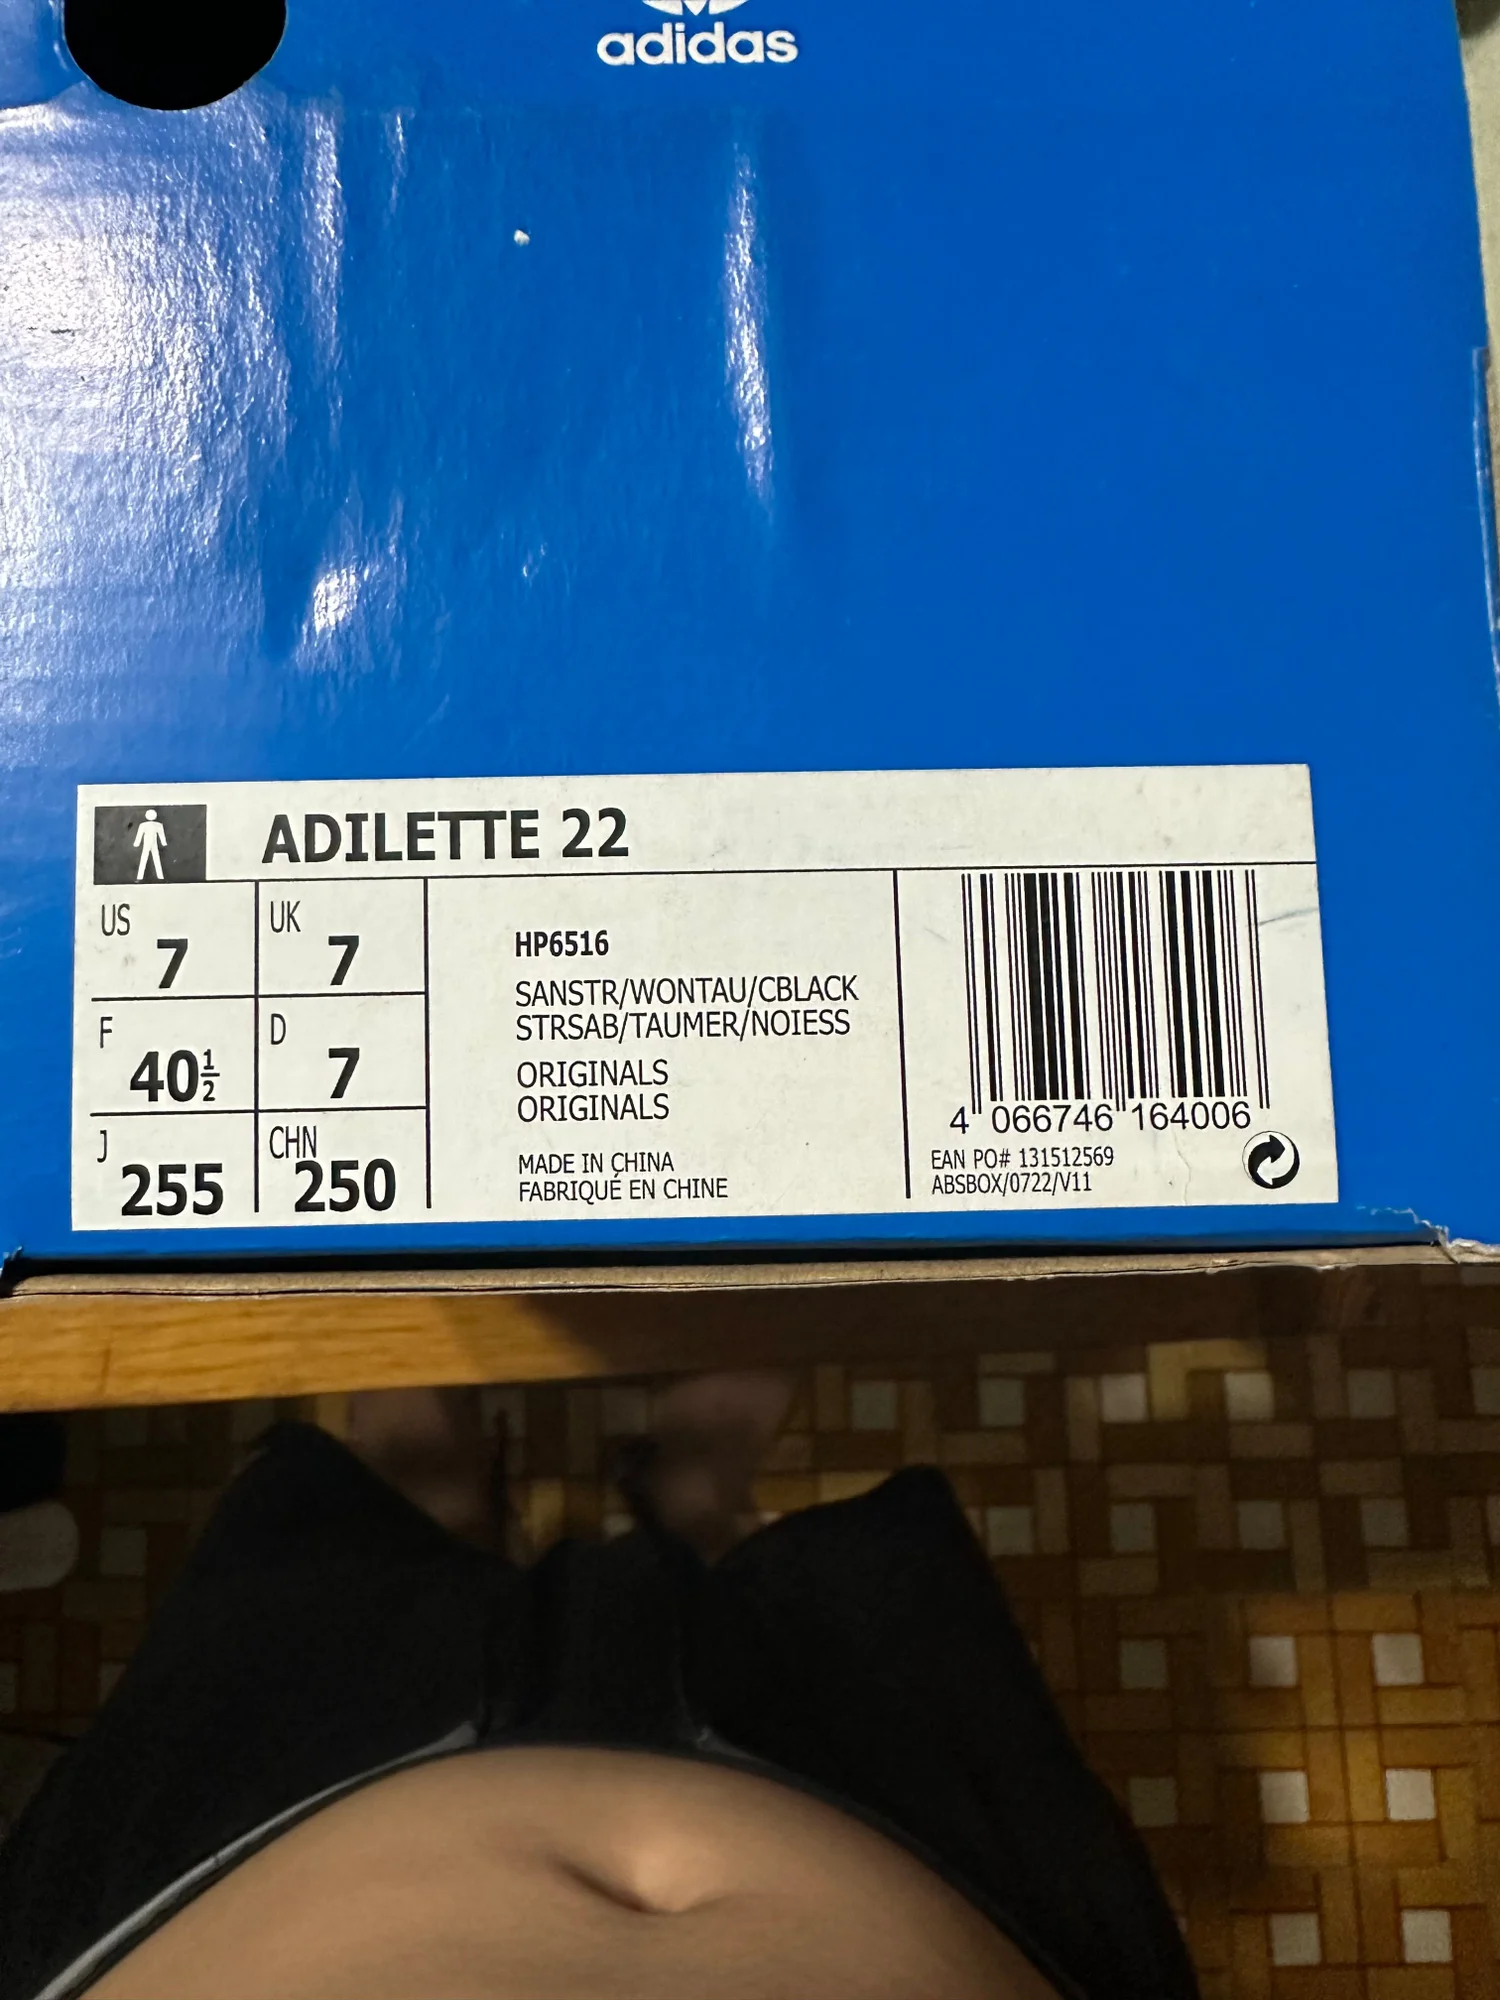 adidas
ADILETTE 22
US
7
UK
7
F
40½
D
7
J
255
CHN
250
HP6516
SANSTR/WONTAU/CBLACK
STRSAB/TAUMER/NOIESS
ORIGINALS
ORIGINALS
MADE IN CHINA
FABRIQUÉ EN CHINE
4 066746 164006
EAN PO# 131512569
ABSBOX/0722/V11